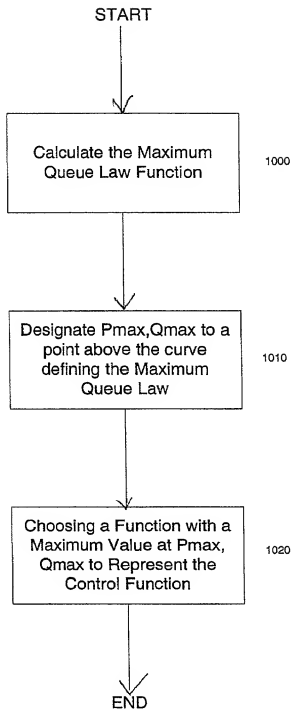 START
Calculate the Maximum
Queue Law Function
1000
Designate Pmax,Qmax to a
point above the curve
defining the Maximum
Queue Law
1010
Choosing a Function with a
Maximum Value at Pmax,
Qmax to Represent the
Control Function
1020
END